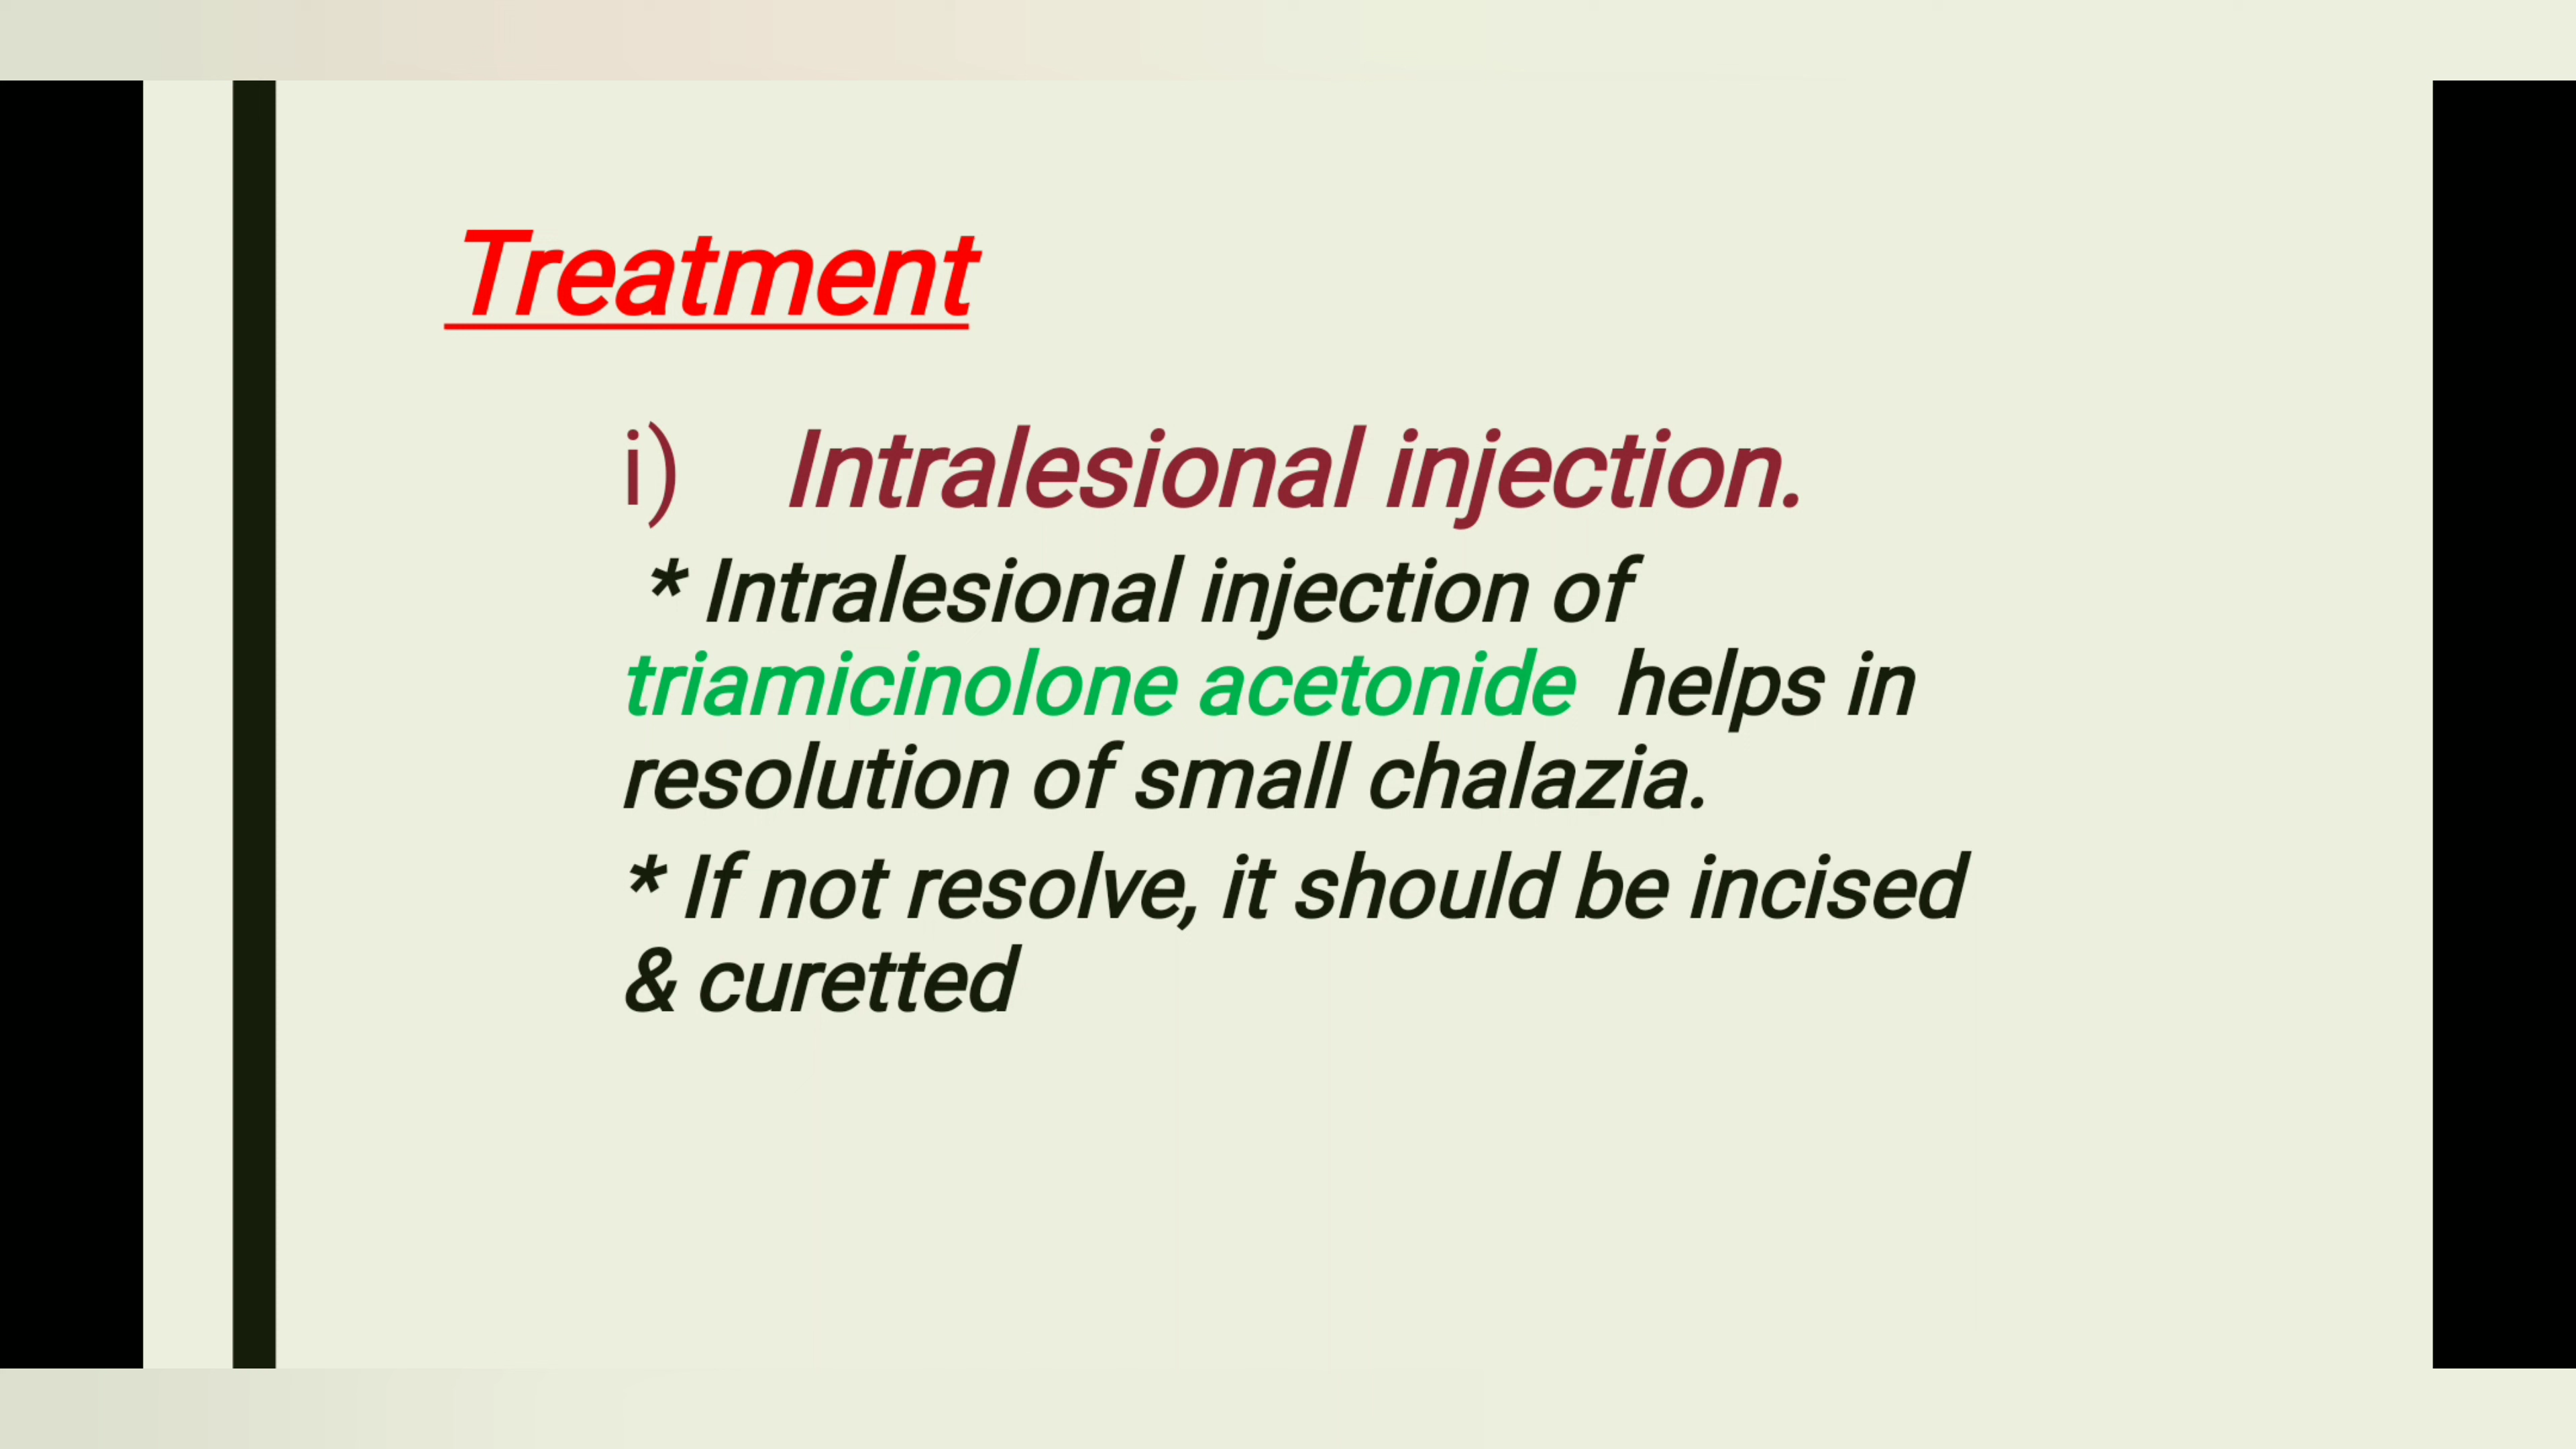 Treatment
i) Intralesional injection.
* Intralesional injection of
triamicinolone acetonide helps in
resolution of small chalazia.
* If not resolve, it should be incised
& curetted